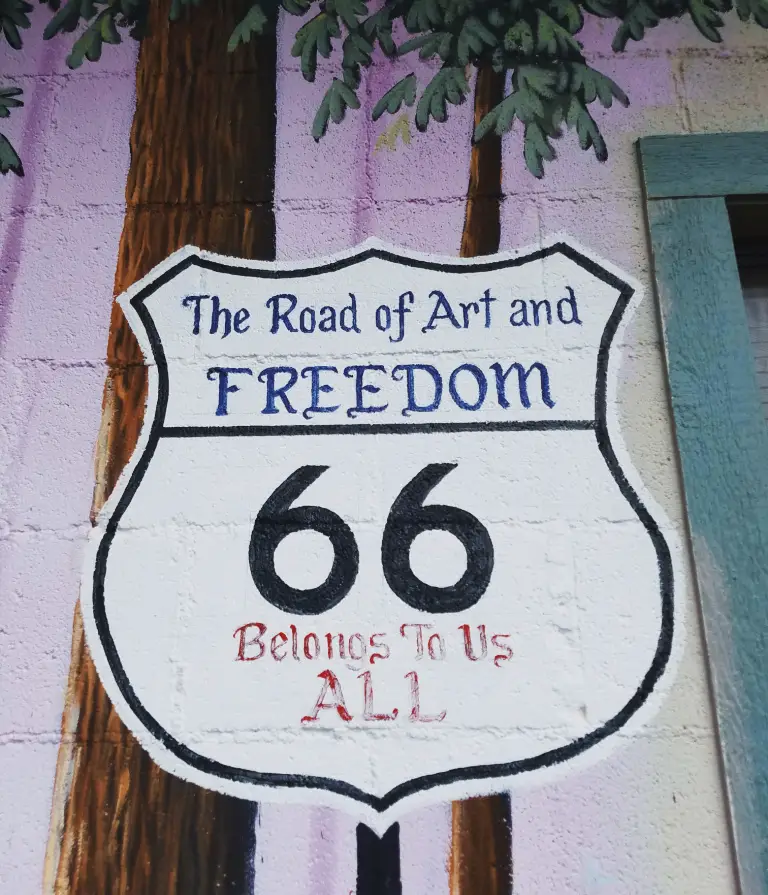 The Road of Art and
FREEDOM
66
Belongs To Us
ALL